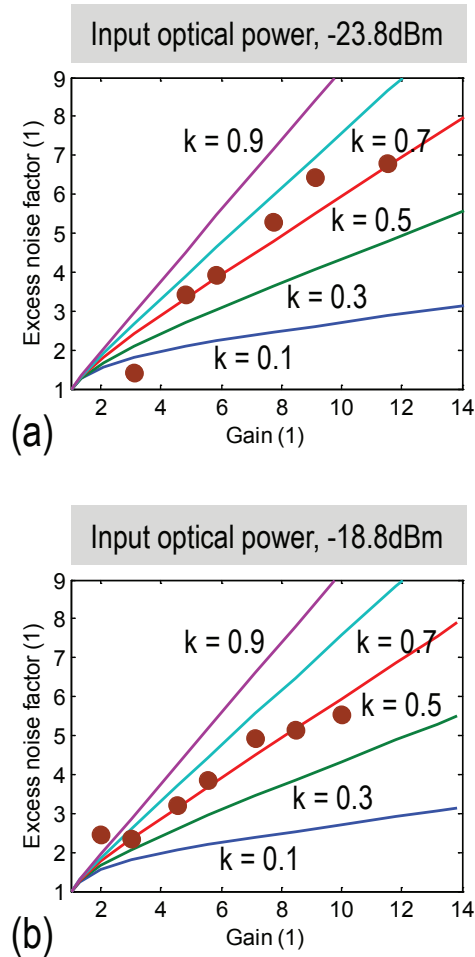 Input optical power, -23.8dBm
9
8
7
6
5
4
3
2
1
Excess noise factor (1)
k = 0.9
k = 0.7
k = 0.5
k = 0.3
k = 0.1
2 4 6 8 10 12 14
Gain (1)
(a)
Input optical power, -18.8dBm
9
8
7
6
5
4
3
2
1
Excess noise factor (1)
k = 0.9
k = 0.7
k = 0.5
k = 0.3
k = 0.1
2 4 6 8 10 12 14
Gain (1)
(b)